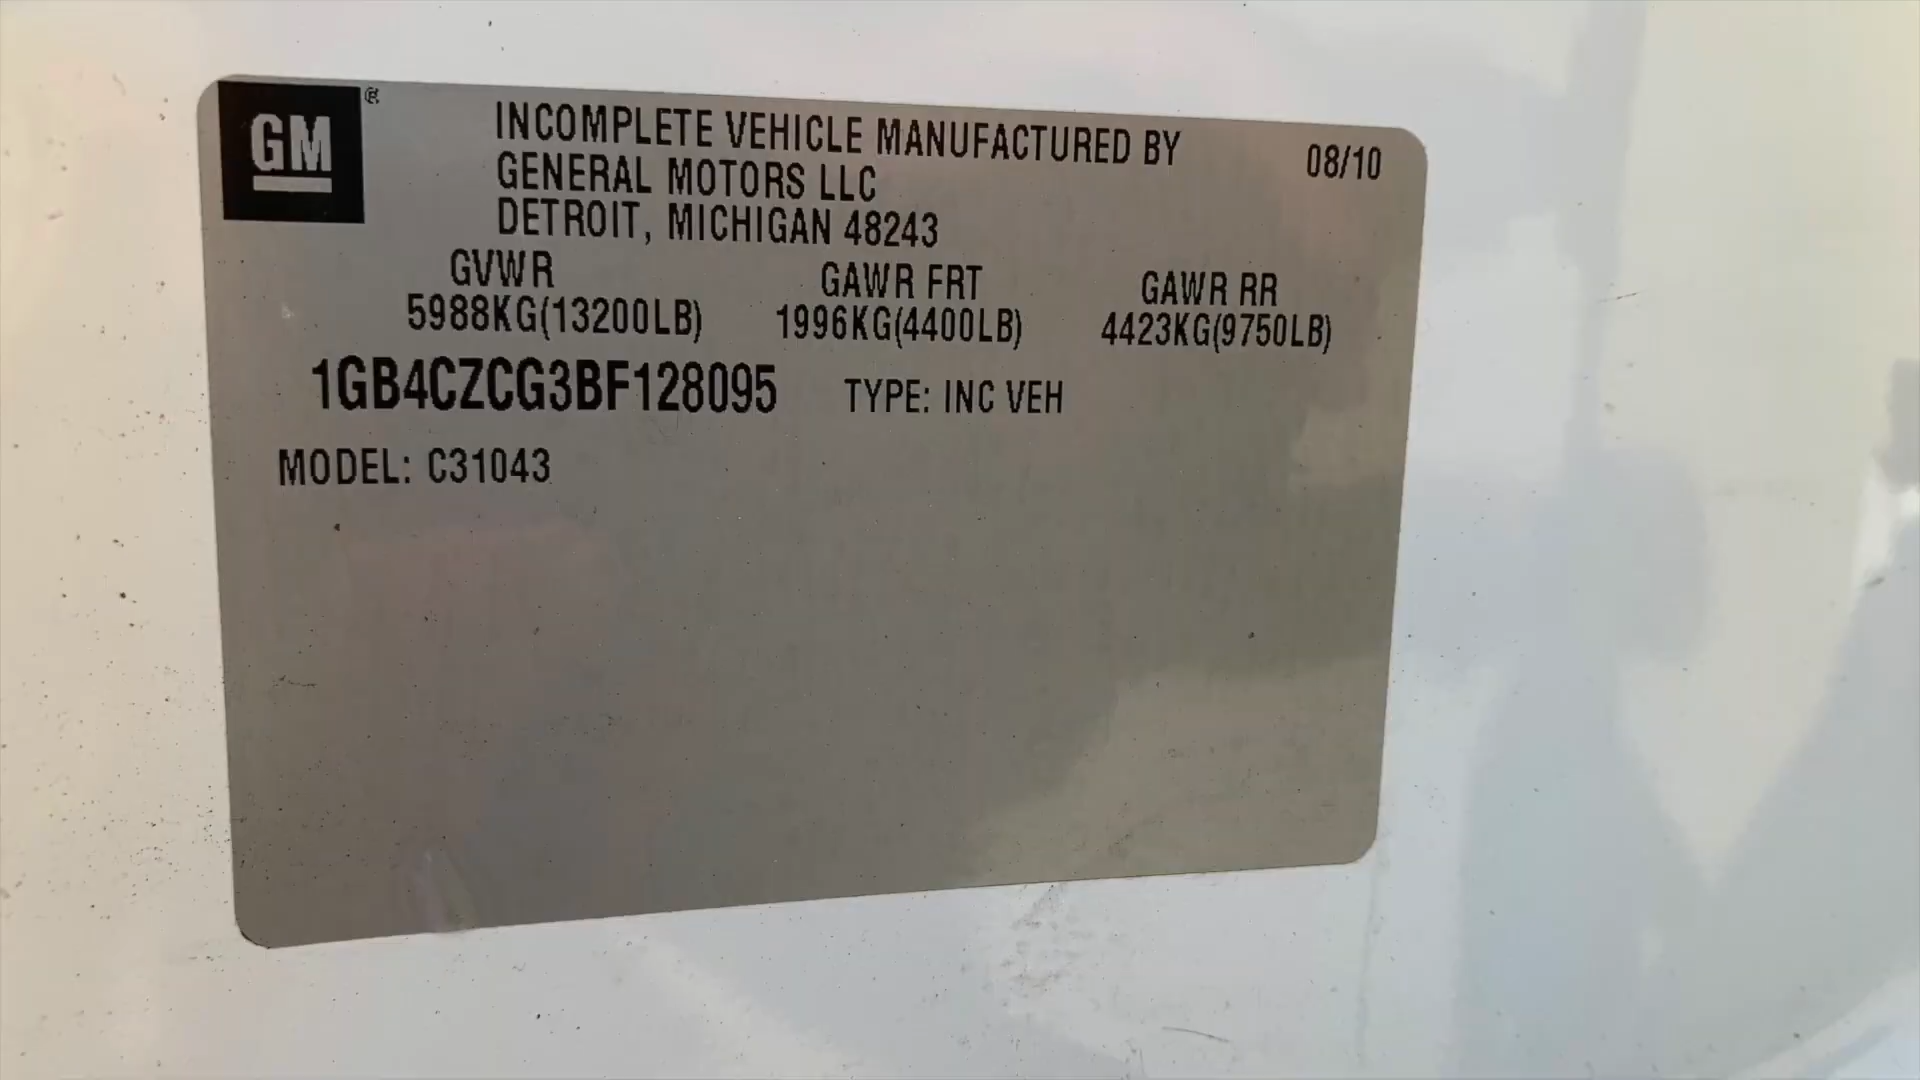 GM ®
INCOMPLETE VEHICLE MANUFACTURED BY
GENERAL MOTORS LLC
DETROIT, MICHIGAN 48243
08/10
GVWR GAWR FRT GAWR RR
5988KG(13200LB) 1996KG(4400LB) 4423KG(9750LB)
1GB4CZCG3BF128095 TYPE: INC VEH
MODEL: C31043